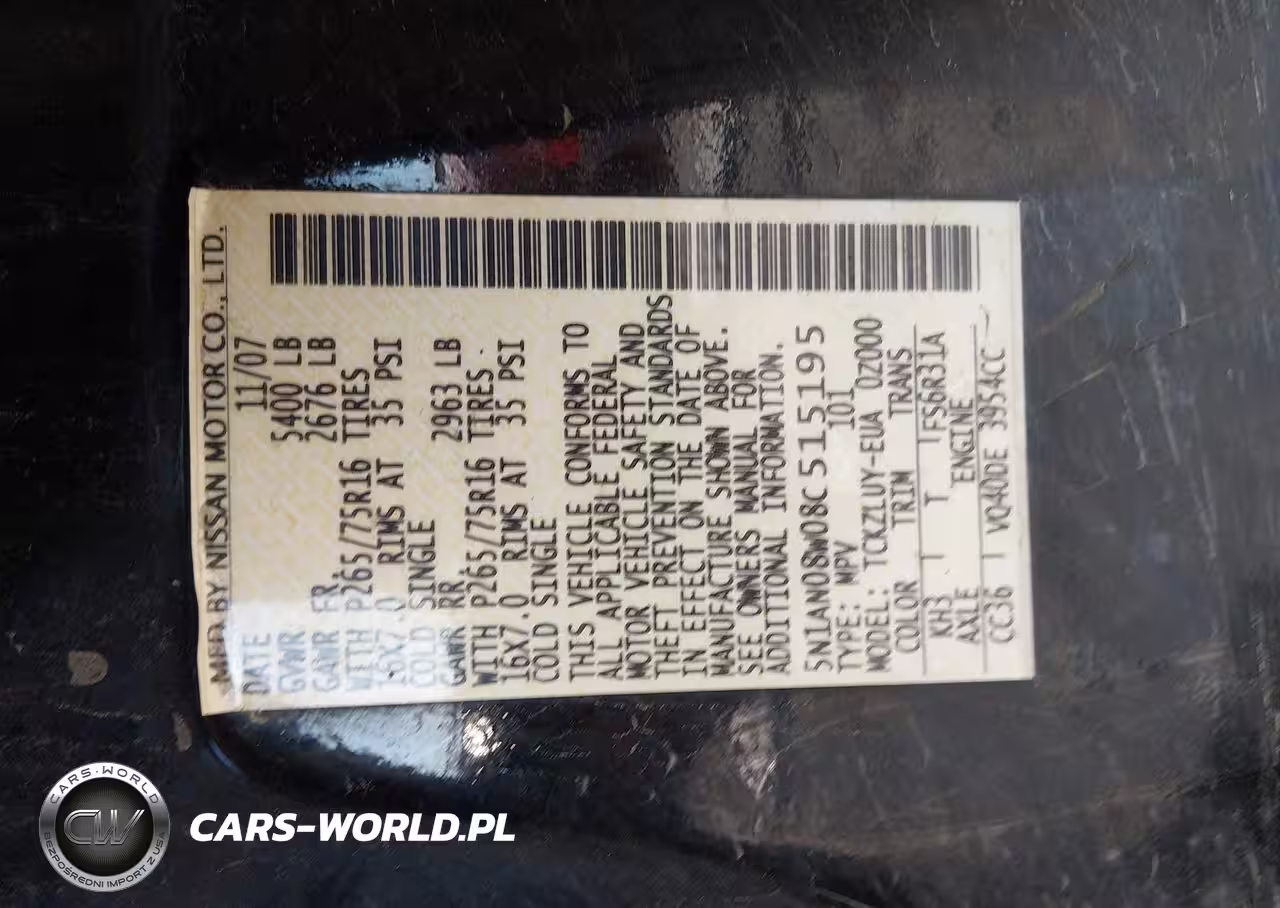 MFD BY NISSAN MOTOR CO., LTD.
DATE 11/07
GVWR 5400 LB
GAWR FR. 2676 LB
WITH P265/75R16 TIRES
16X7.0 RIMS AT 35 PSI
COLD SINGLE
GAWR RR 2963 LB
WITH P265/75R16 TIRES
16X7.0 RIMS AT 35 PSI
COLD SINGLE
THIS VEHICLE CONFORMS TO
ALL APPLICABLE FEDERAL
MOTOR VEHICLE SAFETY AND
THEFT PREVENTION STANDARDS
IN EFFECT ON THE DATE OF
MANUFACTURE SHOWN ABOVE.
SEE OWNERS MANUAL FOR
ADDITIONAL INFORMATION.
5N1AN08W08C515195
TYPE: MPV 101
MODEL: TCKZLUY-EUA 0Z000
COLOR TRIM TRANS
KH3 T FS6R31A
AXLE ENGINE
CC36 VQ40DE 3954CC
CARS-WORLD
CW
BEZPOŚREDNI IMPORT Z USA
CARS-WORLD.PL